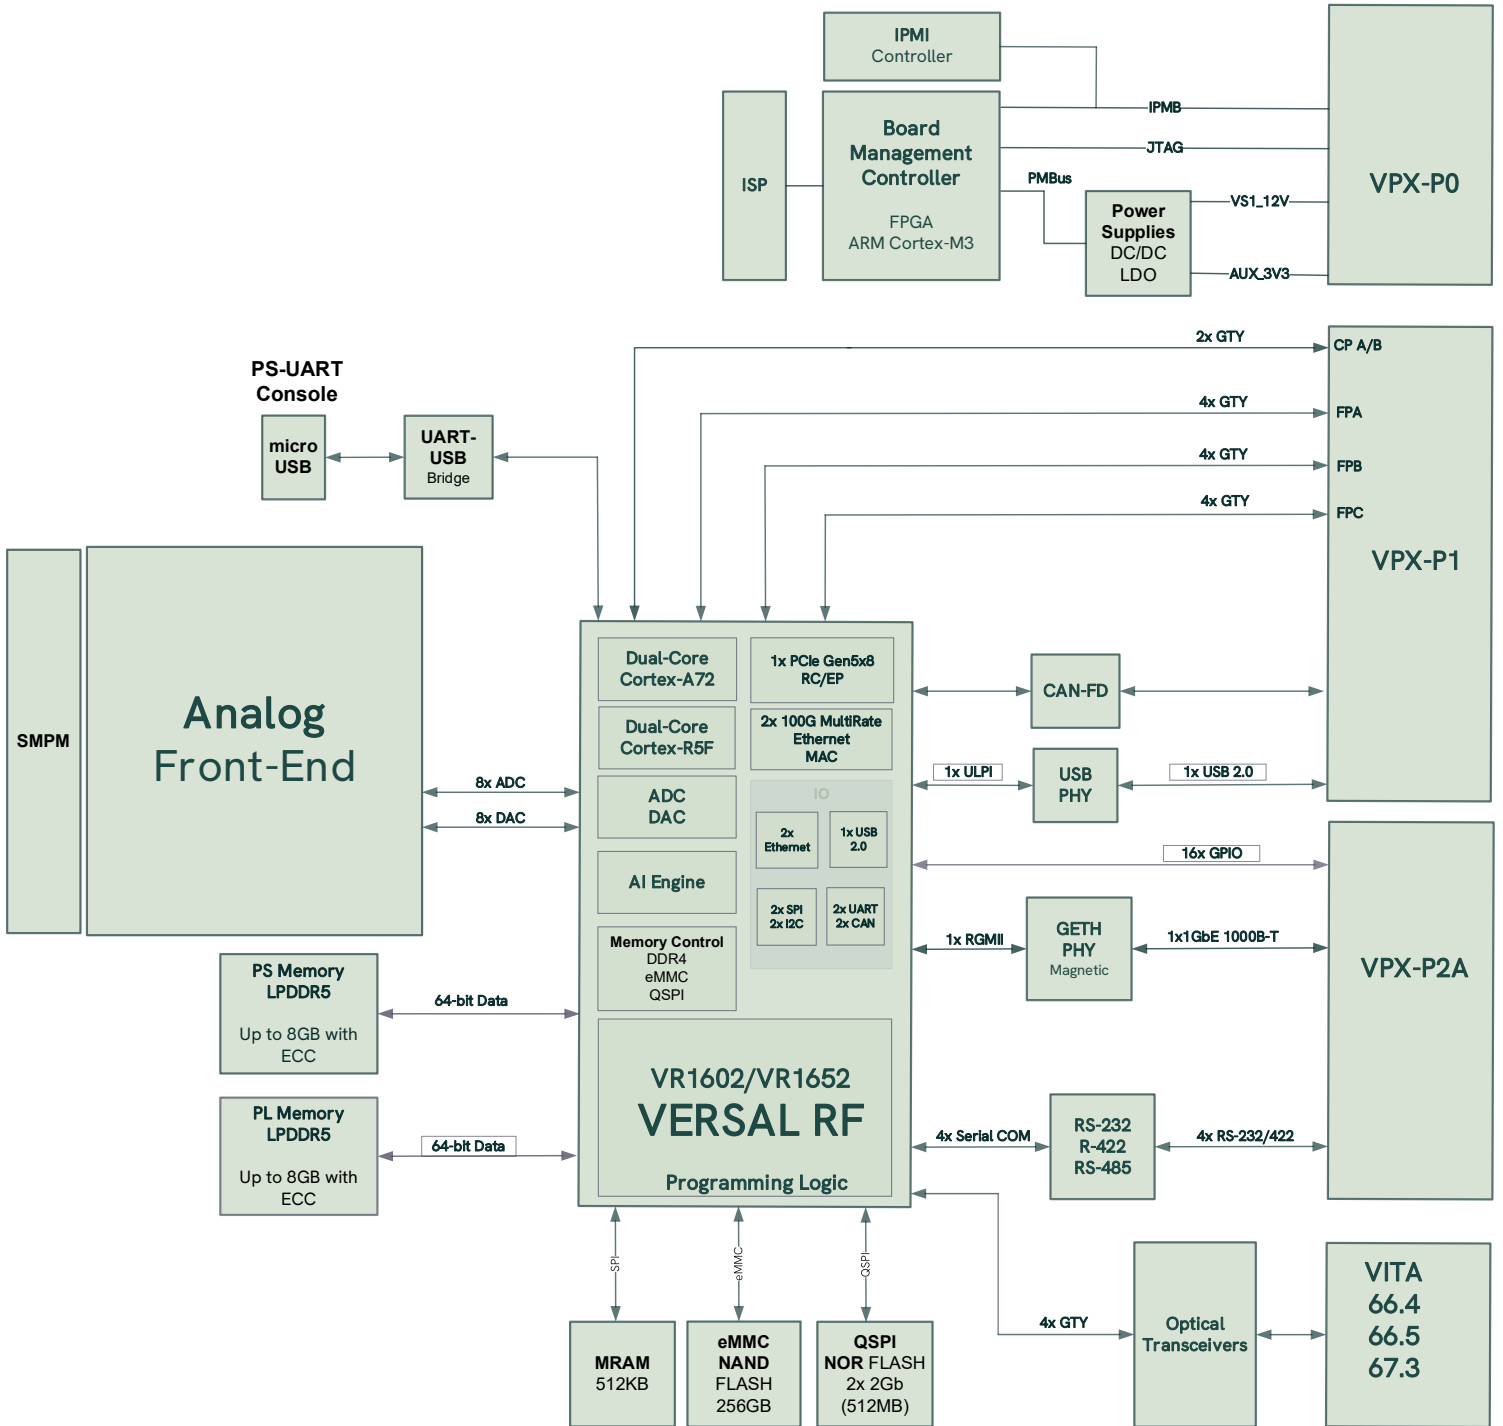 IPMI
Controller
IPMB
Board
Management
Controller
FPGA
ARM Cortex-M3
ISP
JTAG
PMBus
Power
Supplies
DC/DC
LDO
VS1_12V
AUX_3V3
VPX-P0
2x GTY
CP A/B
4x GTY
FPA
4x GTY
FPB
4x GTY
FPC
VPX-P1
PS-UART
Console
micro
USB
UART-
USB
Bridge
SMPM
Analog
Front-End
8x ADC
8x DAC
Dual-Core
Cortex-A72
1x PCIe Gen5x8
RC/EP
Dual-Core
Cortex-R5F
2x 100G MultiRate
Ethernet
MAC
ADC
DAC
IO
2x
Ethernet
1x USB
2.0
AI Engine
2x SPI
2x I2C
2x UART
2x CAN
Memory Control
DDR4
eMMC
QSPI
VR1602/VR1652
VERSAL RF
Programming Logic
CAN-FD
1x ULPI
USB
PHY
1x USB 2.0
16x GPIO
1x RGMII
GETH
PHY
Magnetic
1x1GbE 1000B-T
VPX-P2A
PS Memory
LPDDR5
Up to 8GB with
ECC
64-bit Data
PL Memory
LPDDR5
Up to 8GB with
ECC
64-bit Data
4x Serial COM
RS-232
R-422
RS-485
4x RS-232/422
SPI
eMMC
QSPI
MRAM
512KB
eMMC
NAND
FLASH
256GB
QSPI
NOR FLASH
2x 2Gb
(512MB)
4x GTY
Optical
Transceivers
VITA
66.4
66.5
67.3